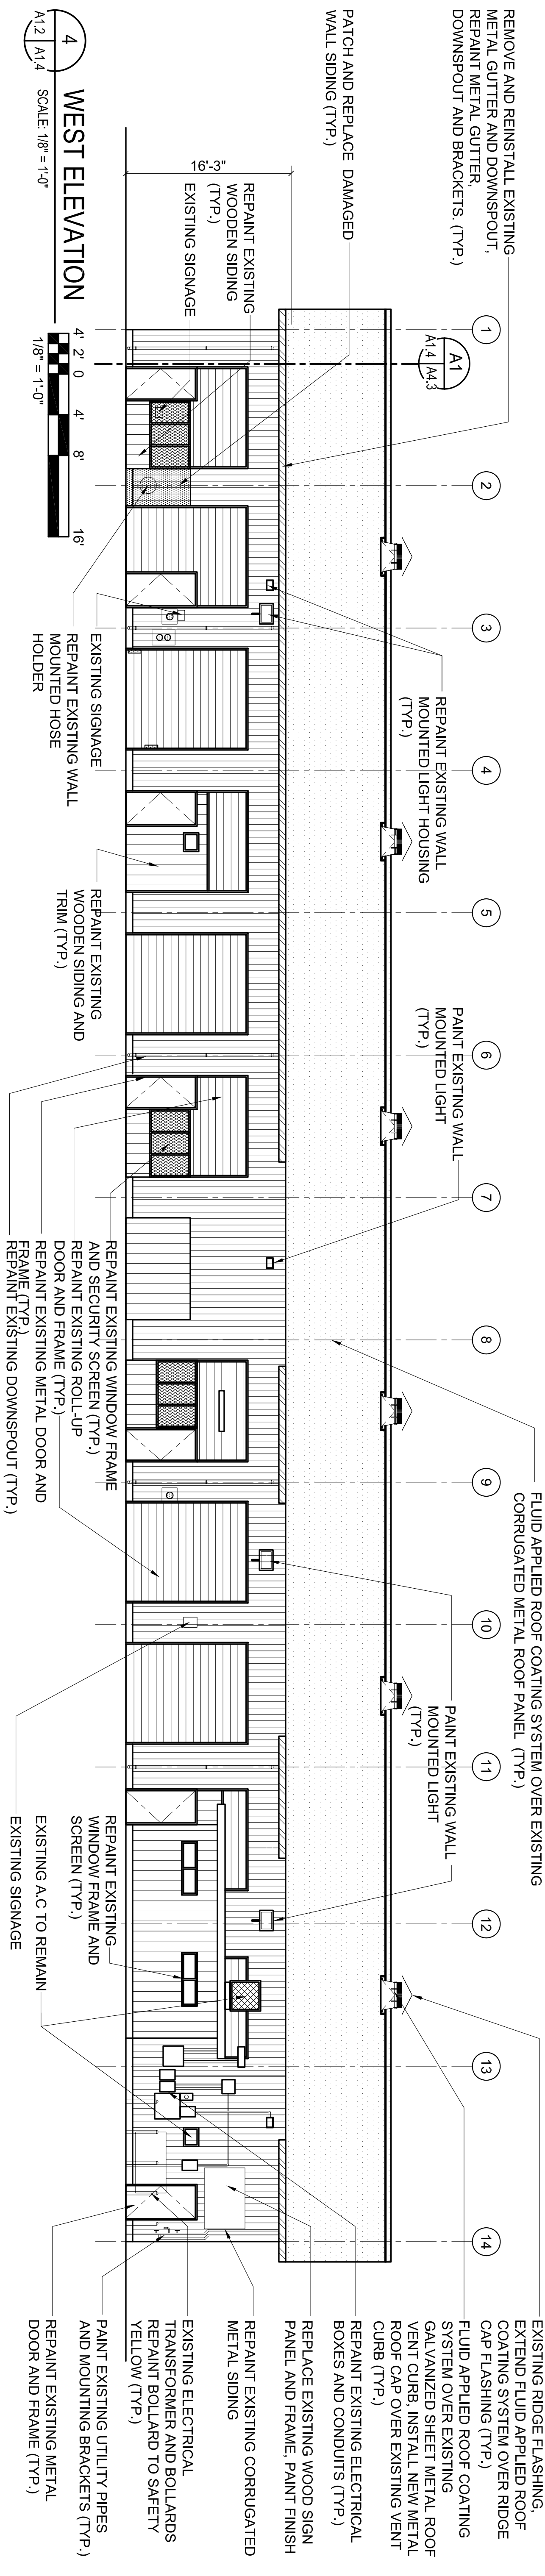 REMOVE AND REINSTALL EXISTING
METAL GUTTER AND DOWNSPOUT,
REPAINT METAL GUTTER,
DOWNSPOUT AND BRACKETS. (TYP.)
PATCH AND REPLACE DAMAGED
WALL SIDING (TYP.)
16'-3"
REPAINT EXISTING
WOODEN SIDING
(TYP.)
EXISTING SIGNAGE
1
2
3
4
5
6
7
8
9
10
11
12
13
14
A1
A1.4
A4.3
REPAINT EXISTING WALL
MOUNTED LIGHT HOUSING
(TYP.)
PAINT EXISTING WALL
MOUNTED LIGHT
(TYP.)
FLUID APPLIED ROOF COATING SYSTEM OVER EXISTING
CORRUGATED METAL ROOF PANEL (TYP.)
PAINT EXISTING WALL
MOUNTED LIGHT
(TYP.)
EXISTING RIDGE FLASHING,
EXTEND FLUID APPLIED ROOF
COATING SYSTEM OVER RIDGE
CAP FLASHING (TYP.)
FLUID APPLIED ROOF COATING
SYSTEM OVER EXISTING
GALVANIZED SHEET METAL ROOF
VENT CURB, INSTALL NEW METAL
ROOF CAP OVER EXISTING VENT
CURB (TYP.)
REPAINT EXISTING ELECTRICAL
BOXES AND CONDUITS (TYP.)
REPLACE EXISTING WOOD SIGN
PANEL AND FRAME, PAINT FINISH
REPAINT EXISTING CORRUGATED
METAL SIDING
EXISTING ELECTRICAL
TRANSFORMER AND BOLLARDS
REPAINT BOLLARD TO SAFETY
YELLOW (TYP.)
PAINT EXISTING UTILITY PIPES
AND MOUNTING BRACKETS (TYP.)
REPAINT EXISTING METAL
DOOR AND FRAME (TYP.)
EXISTING SIGNAGE
REPAINT EXISTING WALL
MOUNTED HOSE
HOLDER
REPAINT EXISTING
WOODEN SIDING AND
TRIM (TYP.)
REPAINT EXISTING WINDOW FRAME
AND SECURITY SCREEN (TYP.)
REPAINT EXISTING ROLL-UP
DOOR AND FRAME (TYP.)
REPAINT EXISTING METAL DOOR AND
FRAME (TYP.)
REPAINT EXISTING DOWNSPOUT (TYP.)
REPAINT EXISTING
WINDOW FRAME AND
SCREEN (TYP.)
EXISTING A.C TO REMAIN
EXISTING SIGNAGE
4
A1.2
A1.4
WEST ELEVATION
SCALE: 1/8" = 1'-0"
4' 2' 0 4' 8' 16'
1/8" = 1'-0"